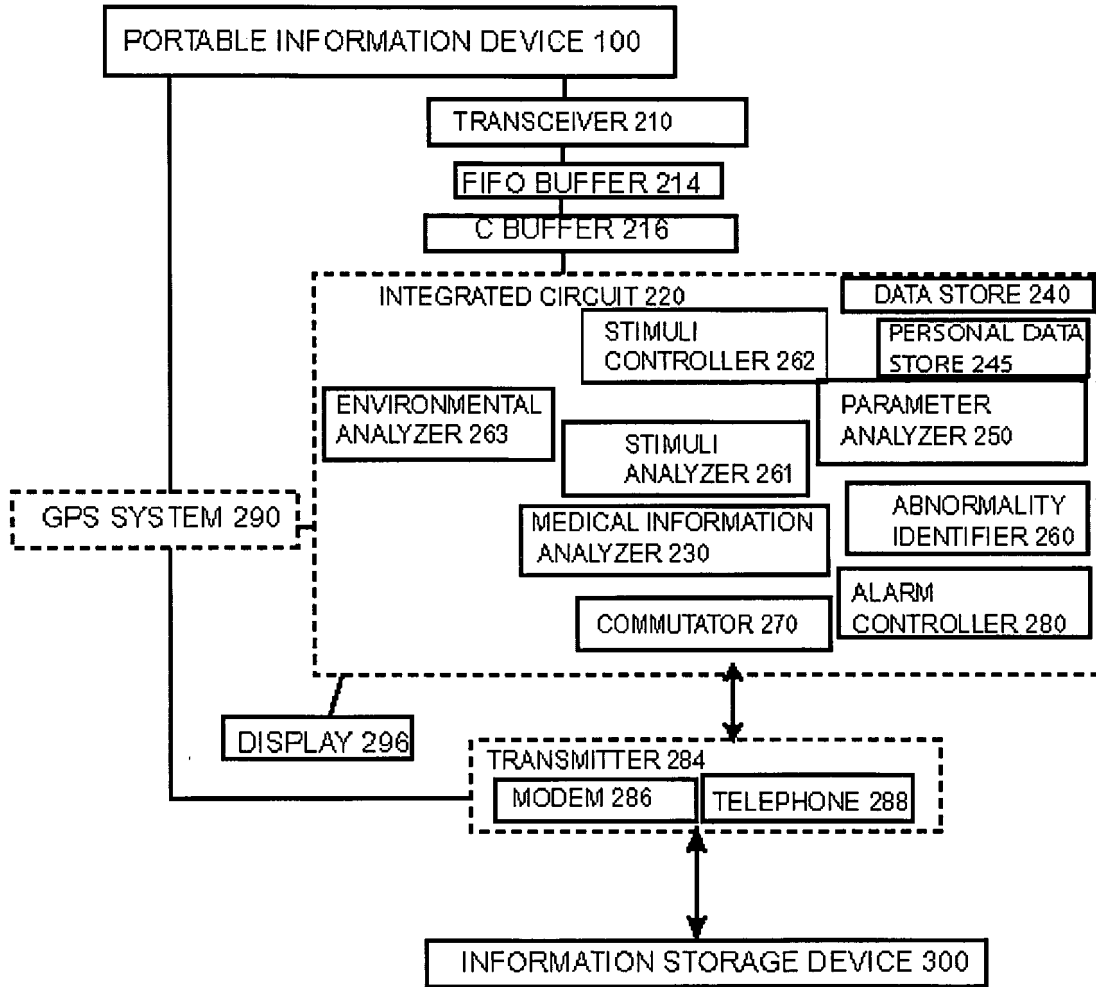 PORTABLE INFORMATION DEVICE 100
TRANSCEIVER 210
FIFO BUFFER 214
C BUFFER 216
INTEGRATED CIRCUIT 220
DATA STORE 240
STIMULI
CONTROLLER 262
PERSONAL DATA
STORE 245
ENVIRONMENTAL
ANALYZER 263
PARAMETER
ANALYZER 250
STIMULI
ANALYZER 261
GPS SYSTEM 290
MEDICAL INFORMATION
ANALYZER 230
ABNORMALITY
IDENTIFIER 260
COMMUTATOR 270
ALARM
CONTROLLER 280
DISPLAY 296
TRANSMITTER 284
MODEM 286
TELEPHONE 288
INFORMATION STORAGE DEVICE 300